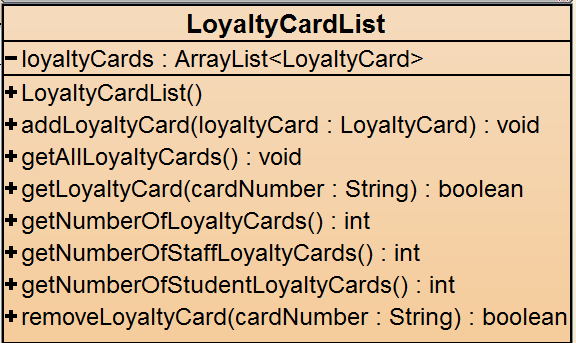 LoyaltyCardList
- loyaltyCards : ArrayList<LoyaltyCard>
+ LoyaltyCardList()
+ addLoyaltyCard(loyaltyCard : LoyaltyCard) : void
+ getAllLoyaltyCards() : void
+ getLoyaltyCard(cardNumber : String) : boolean
+ getNumberOfLoyaltyCards() : int
+ getNumberOfStaffLoyaltyCards() : int
+ getNumberOfStudentLoyaltyCards() : int
+ removeLoyaltyCard(cardNumber : String) : boolean